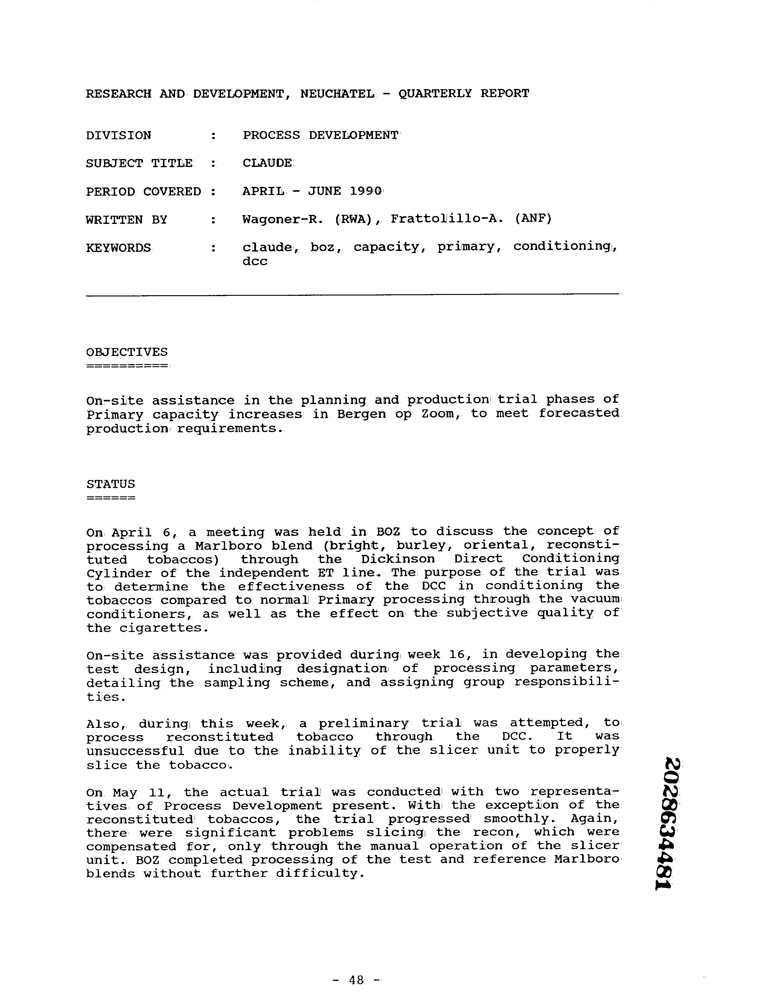 RESEARCH AND DEVELOPMENT, NEUCHATEL - QUARTERLY REPORT
DIVISION : PROCESS DEVELOPMENT
SUBJECT TITLE : CLAUDE
PERIOD COVERED : APRIL - JUNE 1990
WRITTEN BY : Wagoner-R. (RWA), Frattolillo-A. (ANF)
KEYWORDS : claude, boz, capacity, primary, conditioning,
dcc
OBJECTIVES
==========
On-site assistance in the planning and production trial phases of
Primary capacity increases in Bergen op Zoom, to meet forecasted
production requirements.
STATUS
======
On April 6, a meeting was held in BOZ to discuss the concept of
processing a Marlboro blend (bright, burley, oriental, reconsti-
tuted tobaccos) through the Dickinson Direct Conditioning
Cylinder of the independent ET line. The purpose of the trial was
to determine the effectiveness of the DCC in conditioning the
tobaccos compared to normal Primary processing through the vacuum
conditioners, as well as the effect on the subjective quality of
the cigarettes.
On-site assistance was provided during week 16, in developing the
test design, including designation of processing parameters,
detailing the sampling scheme, and assigning group responsibili-
ties.
Also, during this week, a preliminary trial was attempted, to
process reconstituted tobacco through the DCC. It was
unsuccessful due to the inability of the slicer unit to properly
slice the tobacco.
On May 11, the actual trial was conducted with two representa-
tives of Process Development present. With the exception of the
reconstituted tobaccos, the trial progressed smoothly. Again,
there were significant problems slicing the recon, which were
compensated for, only through the manual operation of the slicer
unit. BOZ completed processing of the test and reference Marlboro
blends without further difficulty.
2028634481
- 48 -